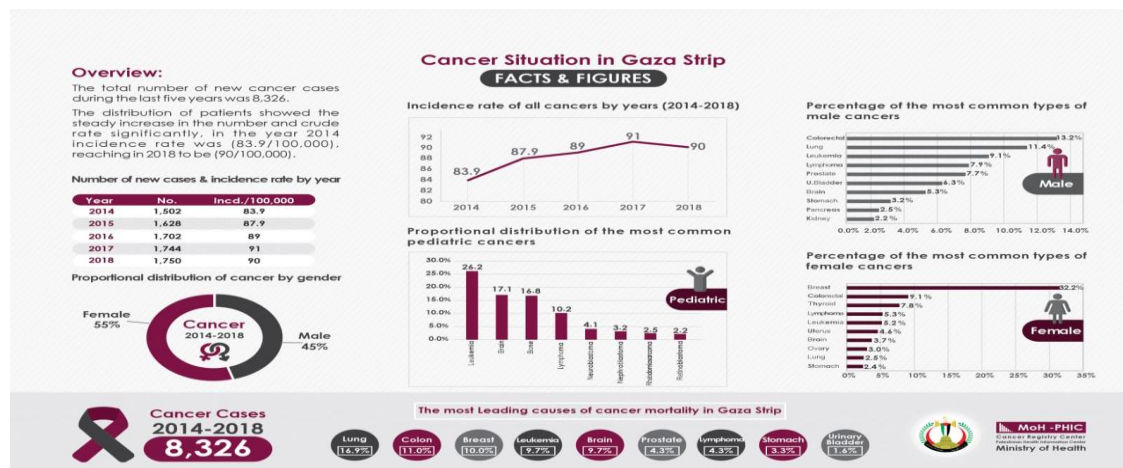 Cancer Situation in Gaza Strip
FACTS & FIGURES
Overview:
The total number of new cancer cases
during the last five years was 8,326.
The distribution of patients showed the
steady increase in the number and crude
rate significantly, in the year 2014
incidence rate was (83.9/100,000),
reaching in 2018 to be (90/100,000).
Number of new cases & incidence rate by year
Year No. Incd./100,000
2014 1,502 83.9
2015 1,628 87.9
2016 1,702 89
2017 1,744 91
2018 1,750 90
Proportional distribution of cancer by gender
Female
55%
Cancer
2014-2018
Male
45%
Incidence rate of all cancers by years (2014-2018)
92
90
88
86
84
82
80
83.9
87.9
89
91
90
2014 2015 2016 2017 2018
Proportional distribution of the most common
pediatric cancers
30.0%
25.0%
20.0%
15.0%
10.0%
5.0%
0.0%
26.2
17.1
16.8
10.2
4.1
3.2
2.5
2.2
Leukemia
Brain
Bone
Lymphoma
Neuroblastoma
Nephroblastoma
Retinoblastoma
Pediatric
Percentage of the most common types of
male cancers
Colorectal 13.2%
Lung 11.4%
Leukemia 9.1%
Lymphoma 7.9%
Prostate 7.7%
U.Bladder 6.3%
Brain 5.3%
Stomach 3.2%
Pancreas 2.5%
Kidney 2.2%
0.0% 2.0% 4.0% 6.0% 8.0% 10.0% 12.0% 14.0%
Male
Percentage of the most common types of
female cancers
Breast 32.2%
Colorectal 9.1%
Thyroid 7.8%
Lymphoma 5.3%
Leukemia 5.2%
Uterus 4.6%
Brain 3.7%
Ovary 3.0%
Lung 2.5%
Stomach 2.4%
0% 5% 10% 15% 20% 25% 30% 35%
Female
Cancer Cases
2014-2018
8,326
The most Leading causes of cancer mortality in Gaza Strip
Lung 16.9%
Colon 11.0%
Breast 10.0%
Leukemia 9.7%
Brain 9.7%
Prostate 4.3%
Lymphoma 4.3%
Stomach 3.3%
Urinary Bladder 1.6%
MoH -PHIC
Cancer Registry Center
Palestinian Health Information Center
Ministry of Health